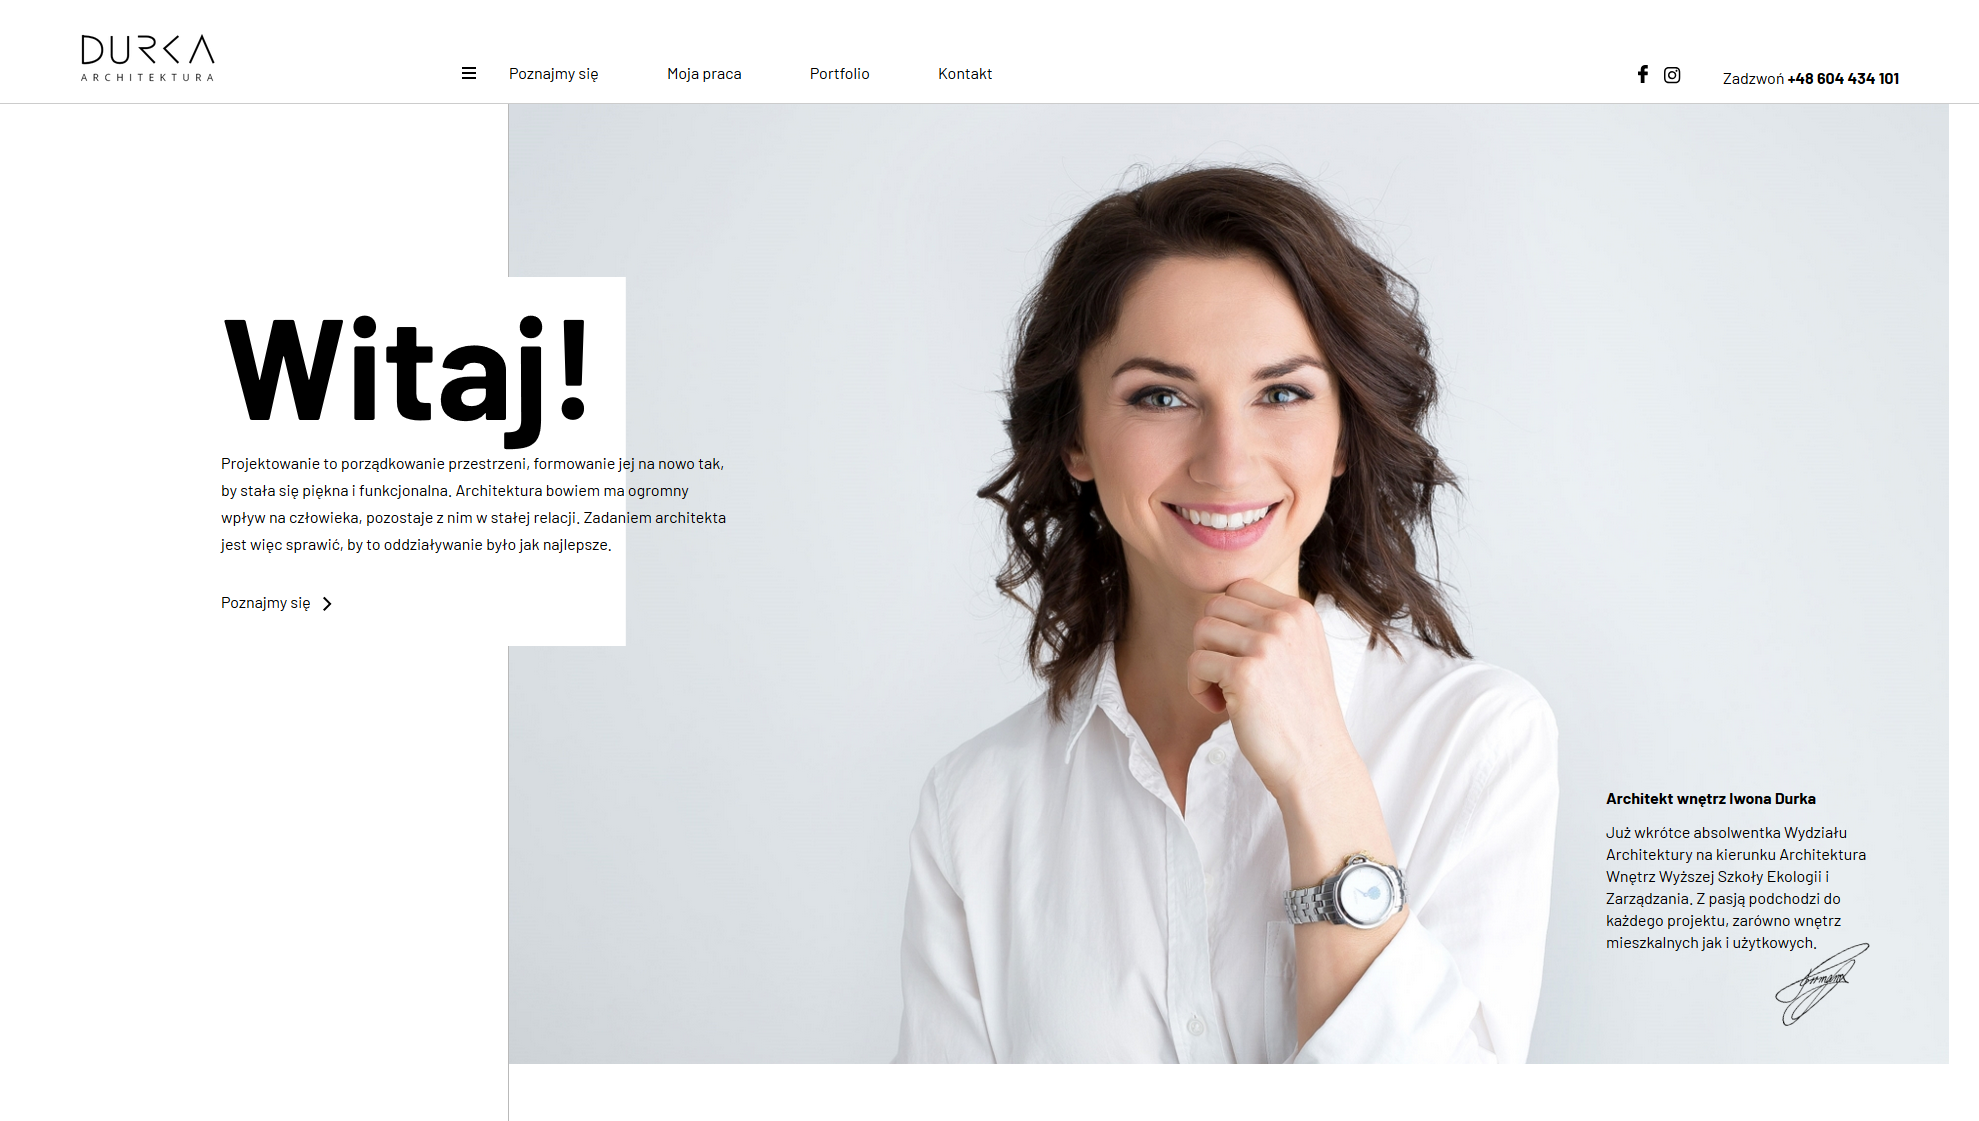 DURKA
ARCHITEKTURA
Poznajmy się
Moja praca
Portfolio
Kontakt
Zadzwoń +48 604 434 101
Witaj!
Projektowanie to porządkowanie przestrzeni, formowanie jej na nowo tak,
by stała się piękna i funkcjonalna. Architektura bowiem ma ogromny
wpływ na człowieka, pozostaje z nim w stałej relacji. Zadaniem architekta
jest więc sprawić, by to oddziaływanie było jak najlepsze.
Poznajmy się
Architekt wnętrz Iwona Durka
Już wkrótce absolwentka Wydziału
Architektury na kierunku Architektura
Wnętrz Wyższej Szkoły Ekologii i
Zarządzania. Z pasją podchodzi do
każdego projektu, zarówno wnętrz
mieszkalnych jak i użytkowych.